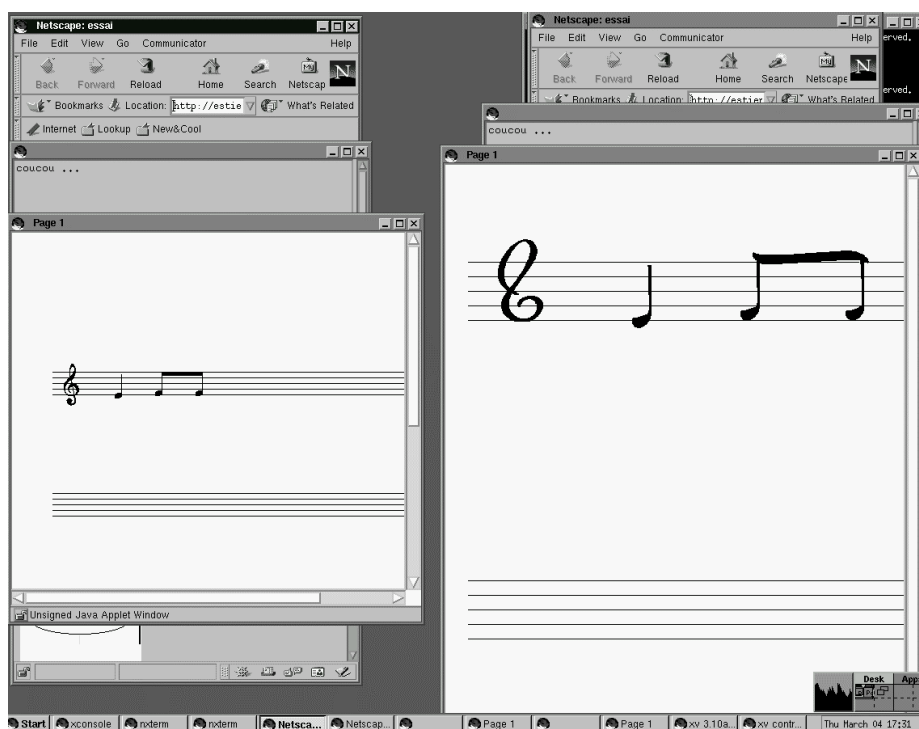 Netscape: essai
File Edit View Go Communicator Help
Back Forward Reload Home Search Netscap
N
Bookmarks Location: http://estie What's Related
Internet Lookup New&Cool
coucou ...
Page 1
Unsigned Java Applet Window
Netscape: essai
File Edit View Go Communicator Help
Back Forward Reload Home Search Netscape
N
Bookmarks Location: http://estier What's Related
erved.
erved.
coucou ...
Page 1
Desk App
Start xconsole nxterm nxterm Netsca... Netscap... Page 1 Page 1 xv 3.10a... xv contr... Thu March 04 17:31